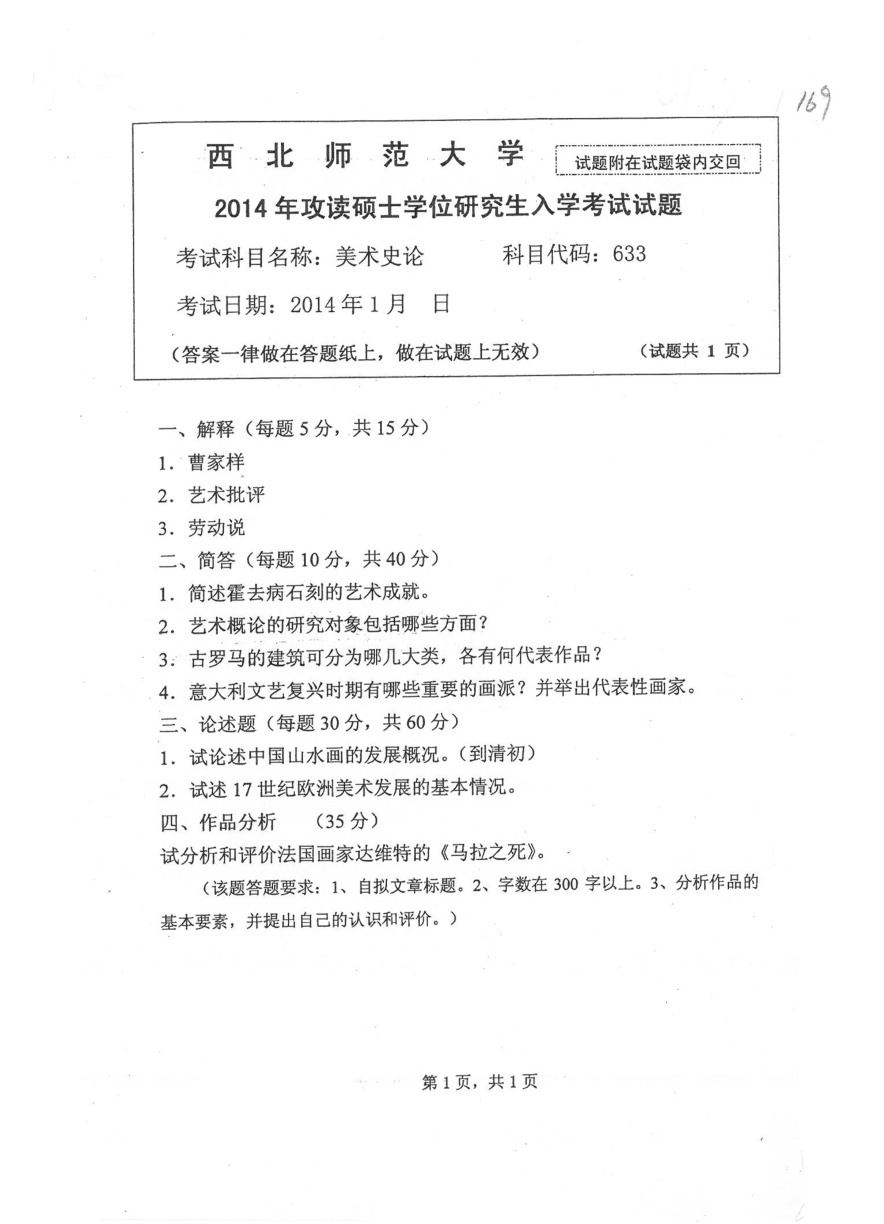 169
西北师范大学 试题附在试题袋内交回
2014年攻读硕士学位研究生入学考试试题
考试科目名称：美术史论 科目代码：633
考试日期：2014年1月 日
（答案一律做在答题纸上，做在试题上无效） （试题共 1 页）
一、解释（每题5分，共15分）
1．曹家样
2．艺术批评
3．劳动说
二、简答（每题10分，共40分）
1．简述霍去病石刻的艺术成就。
2．艺术概论的研究对象包括哪些方面？
3．古罗马的建筑可分为哪几大类，各有何代表作品？
4．意大利文艺复兴时期有哪些重要的画派？并举出代表性画家。
三、论述题（每题30分，共60分）
1．试论述中国山水画的发展概况。（到清初）
2．试述17世纪欧洲美术发展的基本情况。
四、作品分析 （35分）
试分析和评价法国画家达维特的《马拉之死》。
（该题答题要求：1、自拟文章标题。2、字数在300字以上。3、分析作品的
基本要素，并提出自己的认识和评价。）
第1页，共1页